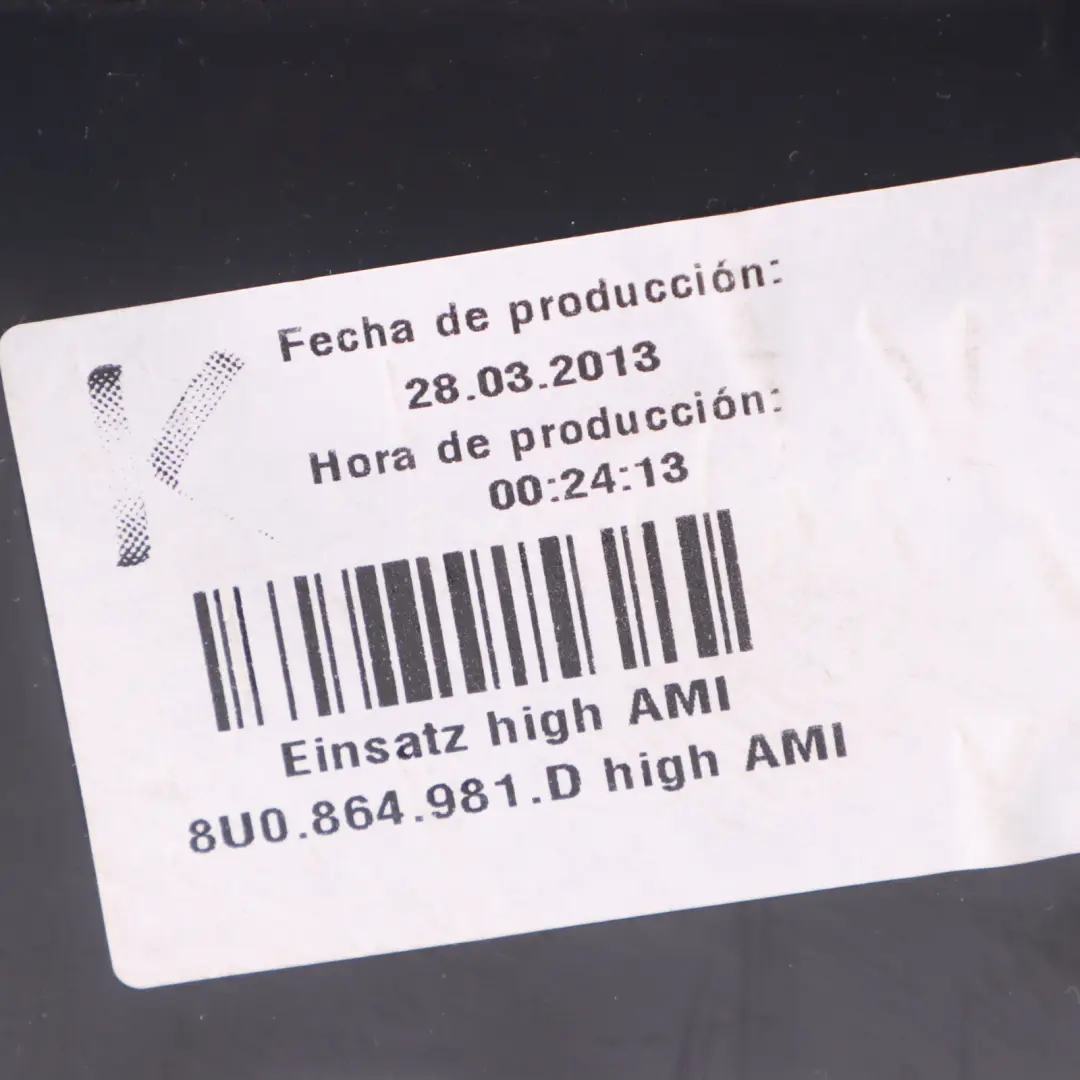 K
Fecha de producción:
28.03.2013
Hora de producción:
00:24:13
Einsatz high AMI
8U0.864.981.D high AMI